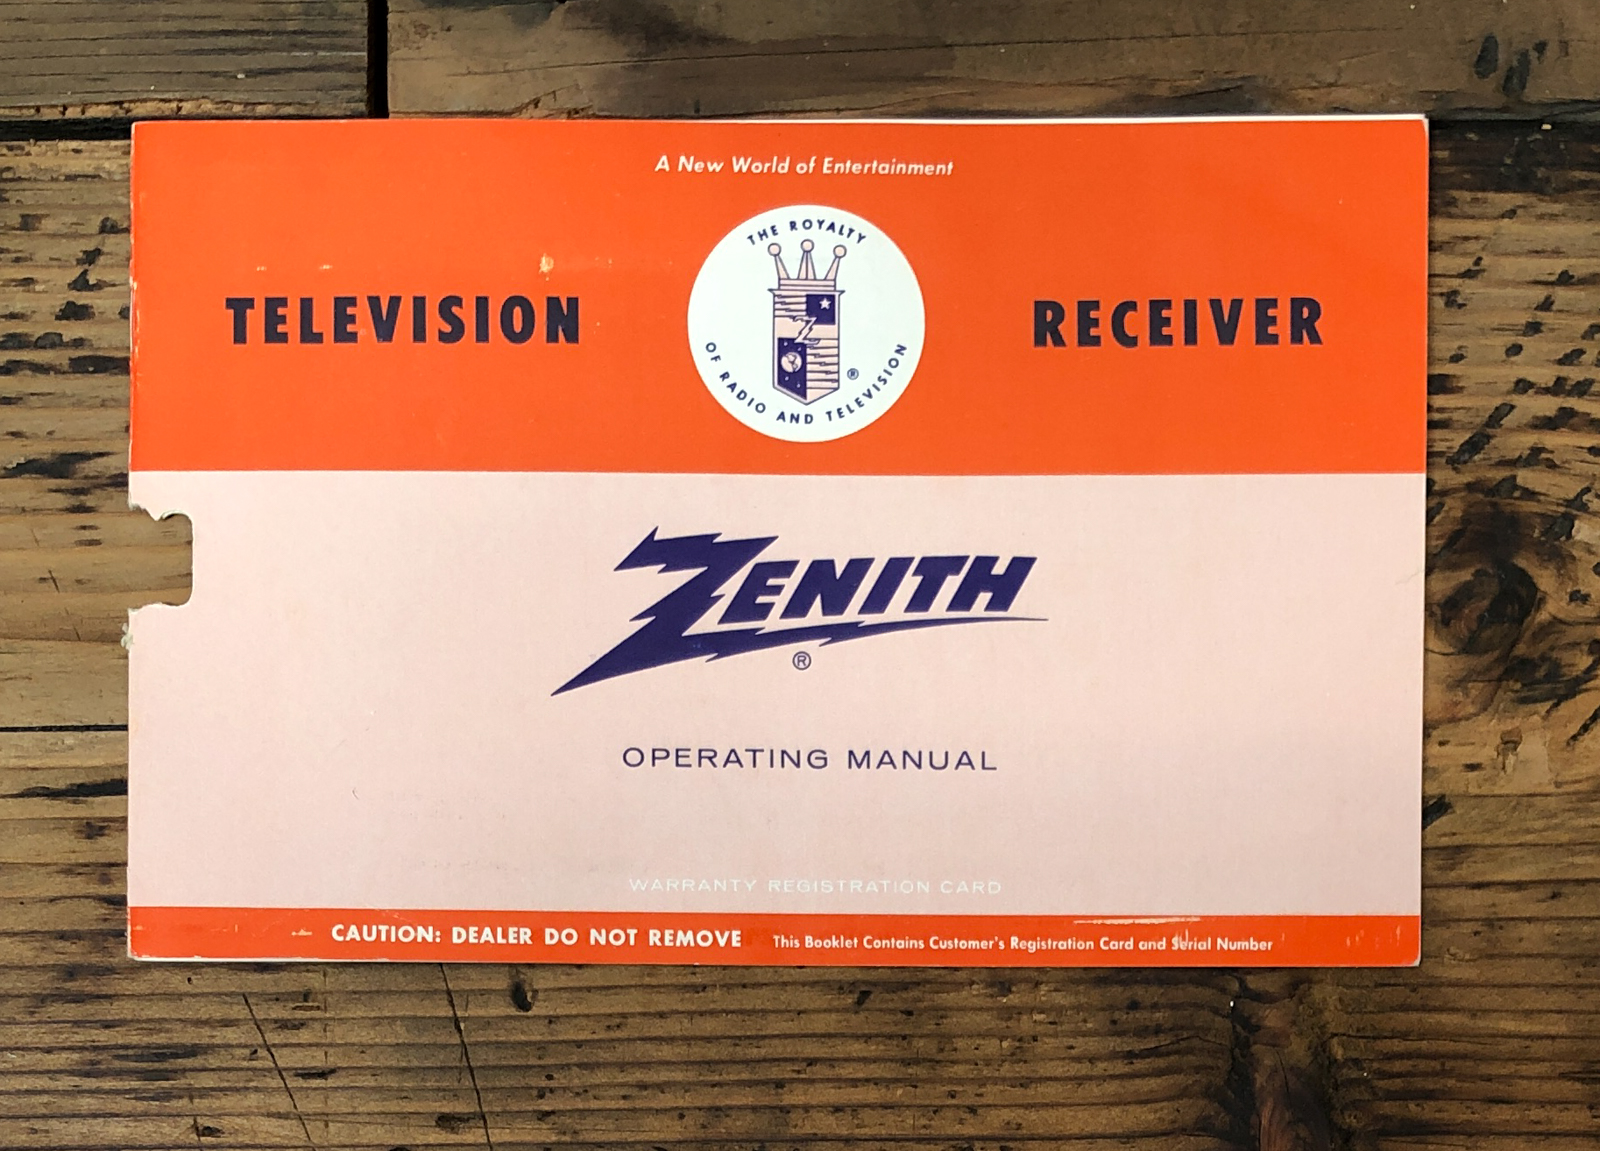 A New World of Entertainment
THE ROYALTY
TELEVISION RECEIVER
OF RADIO AND TELEVISION
®
ZENITH
®
OPERATING MANUAL
WARRANTY REGISTRATION CARD
CAUTION: DEALER DO NOT REMOVE This Booklet Contains Customer's Registration Card and Serial Number